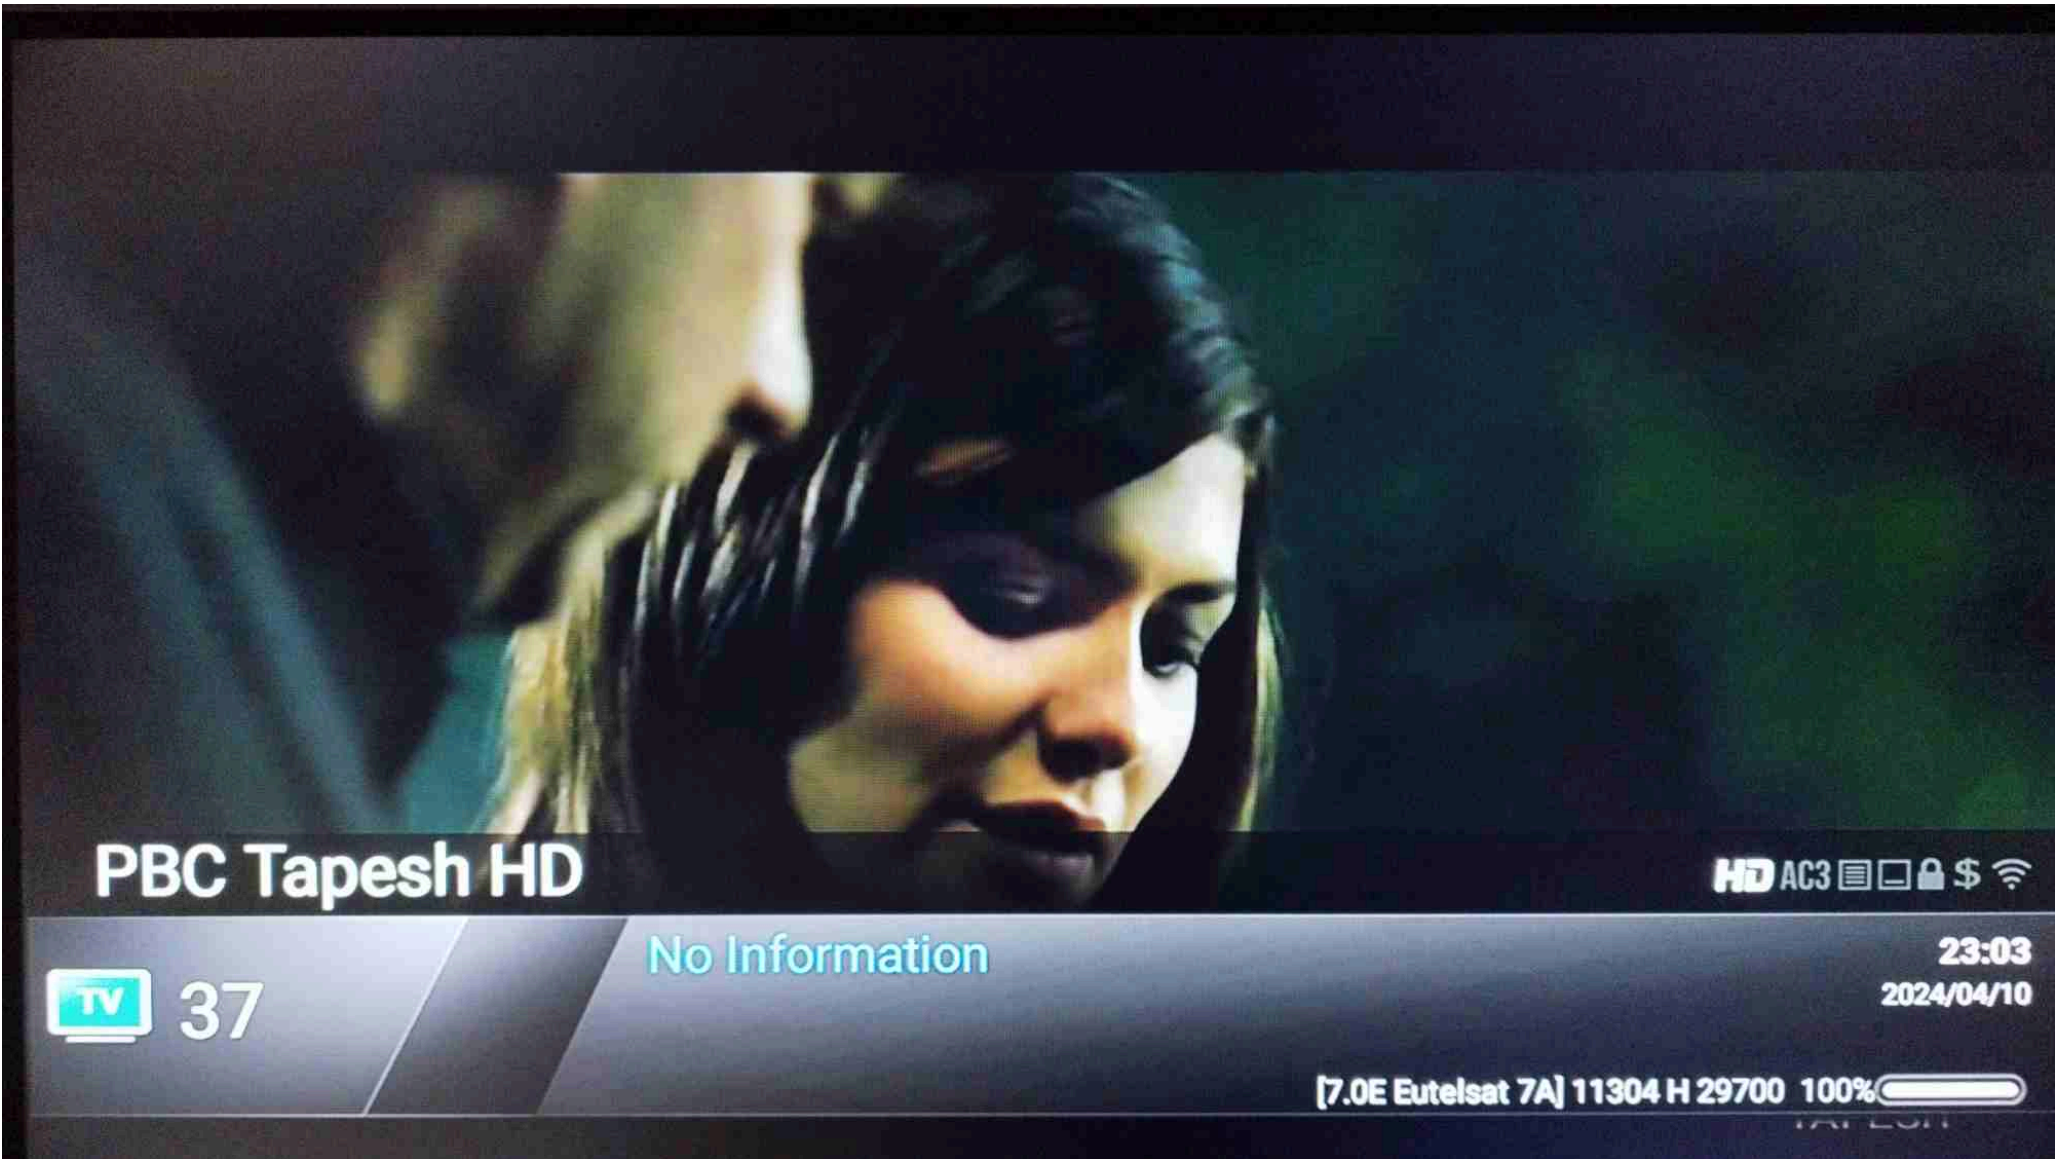 PBC Tapesh HD
HD AC3 $
No Information
23:03
TV 37
2024/04/10
[7.0E Eutelsat 7A] 11304 H 29700 100%